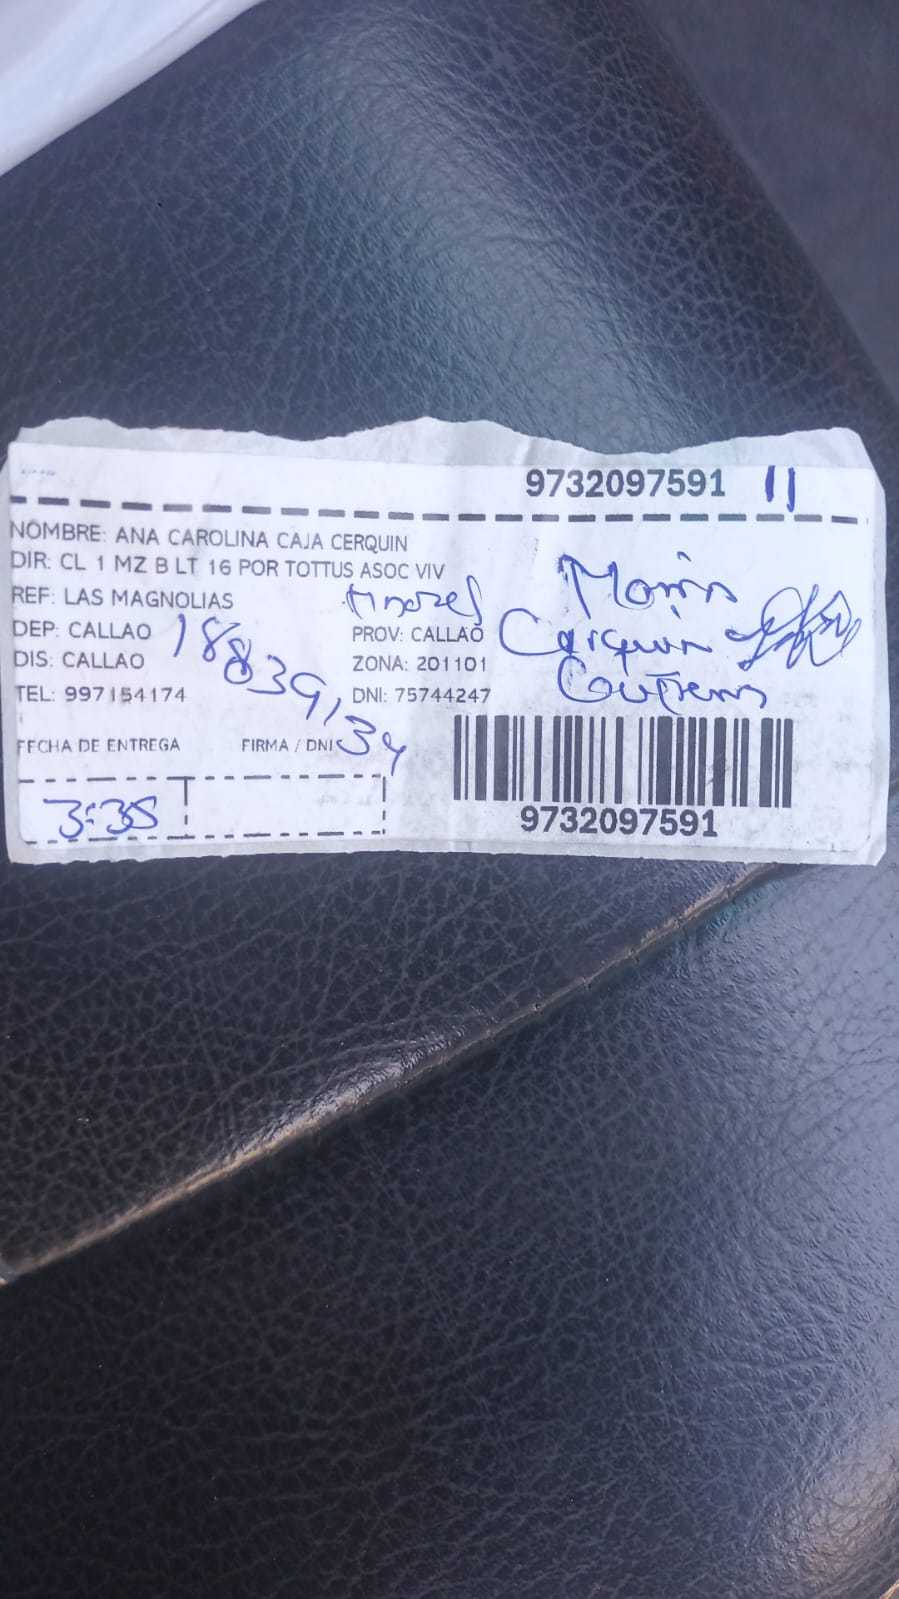 9732097591 11
NOMBRE: ANA CAROLINA CAJA CERQUIN
DIR: CL 1 MZ B LT 16 POR TOTTUS ASOC VIV
REF: LAS MAGNOLIAS
DEP: CALLAO PROV: CALLAO
DIS: CALLAO ZONA: 201101
TEL: 997154174 DNI: 75744247
18839134
Cerquin
FECHA DE ENTREGA FIRMA / DNI
3:35
9732097591